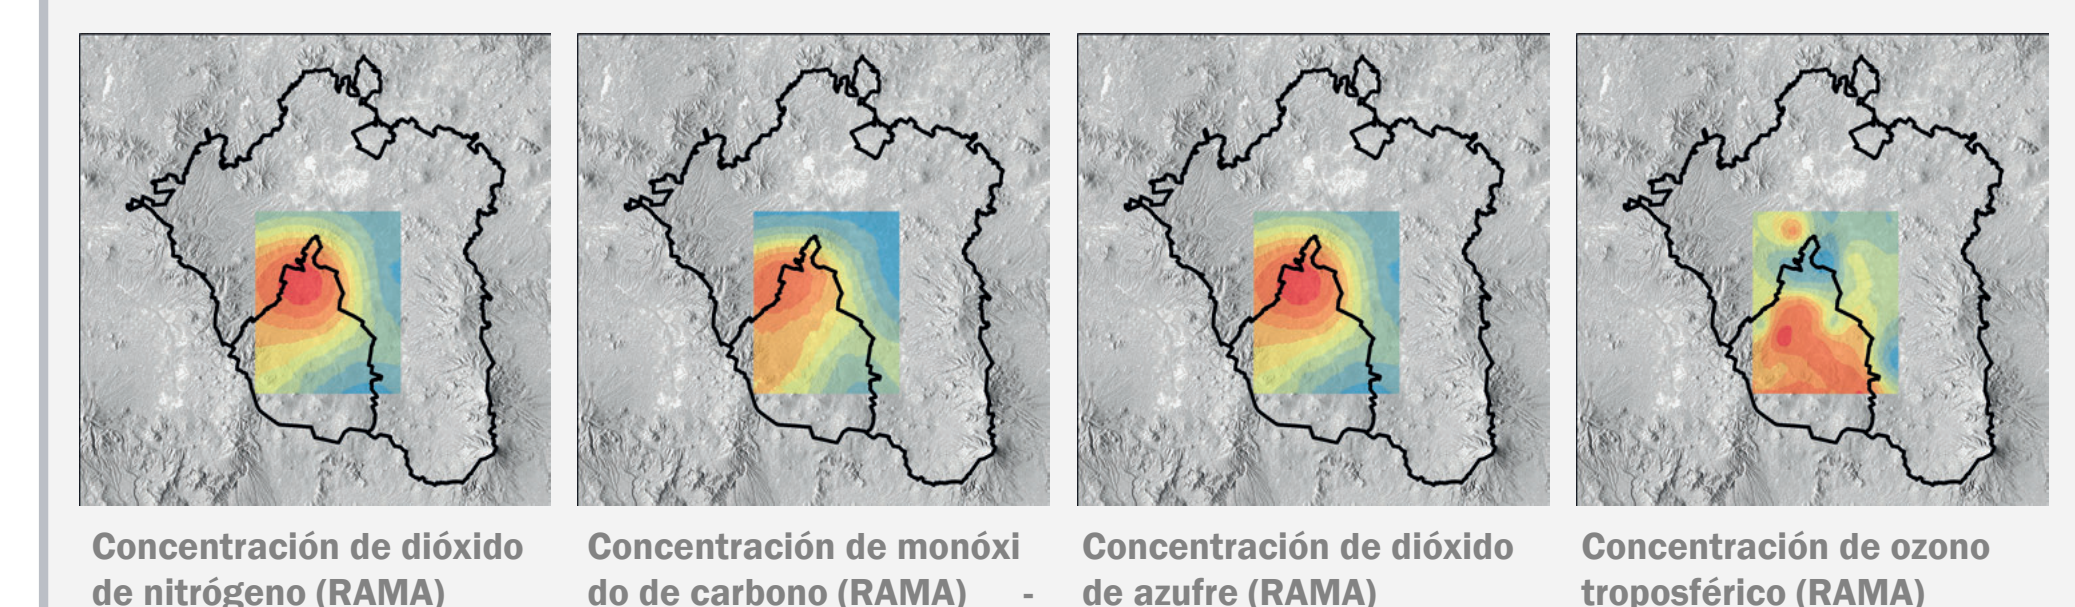 Concentración de dióxido
de nitrógeno (RAMA)
Concentración de monóxi
do de carbono (RAMA) -
Concentración de dióxido
de azufre (RAMA)
Concentración de ozono
troposférico (RAMA)